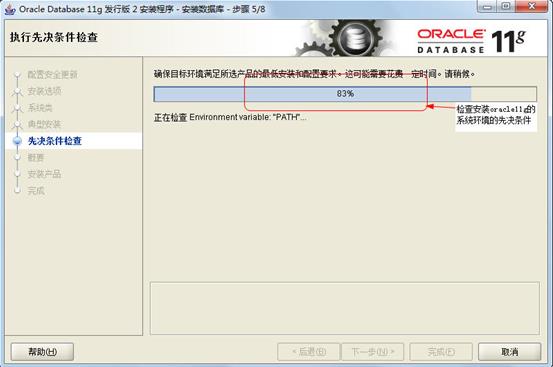 Oracle Database 11g 发行版 2 安装程序 - 安装数据库 - 步骤 5/8
执行先决条件检查
ORACLE
DATABASE
11g
配置安全更新
安装选项
系统类
典型安装
先决条件检查
概要
安装产品
完成
确保目标环境满足所选产品的最低安装和配置要求。这可能需要花费一定时间。请稍候。
83%
正在检查 Environment variable: "PATH"...
检查安装oracle11g的
系统环境的先决条件
帮助(H)
< 后退(B)
下一步(N) >
完成(F)
取消